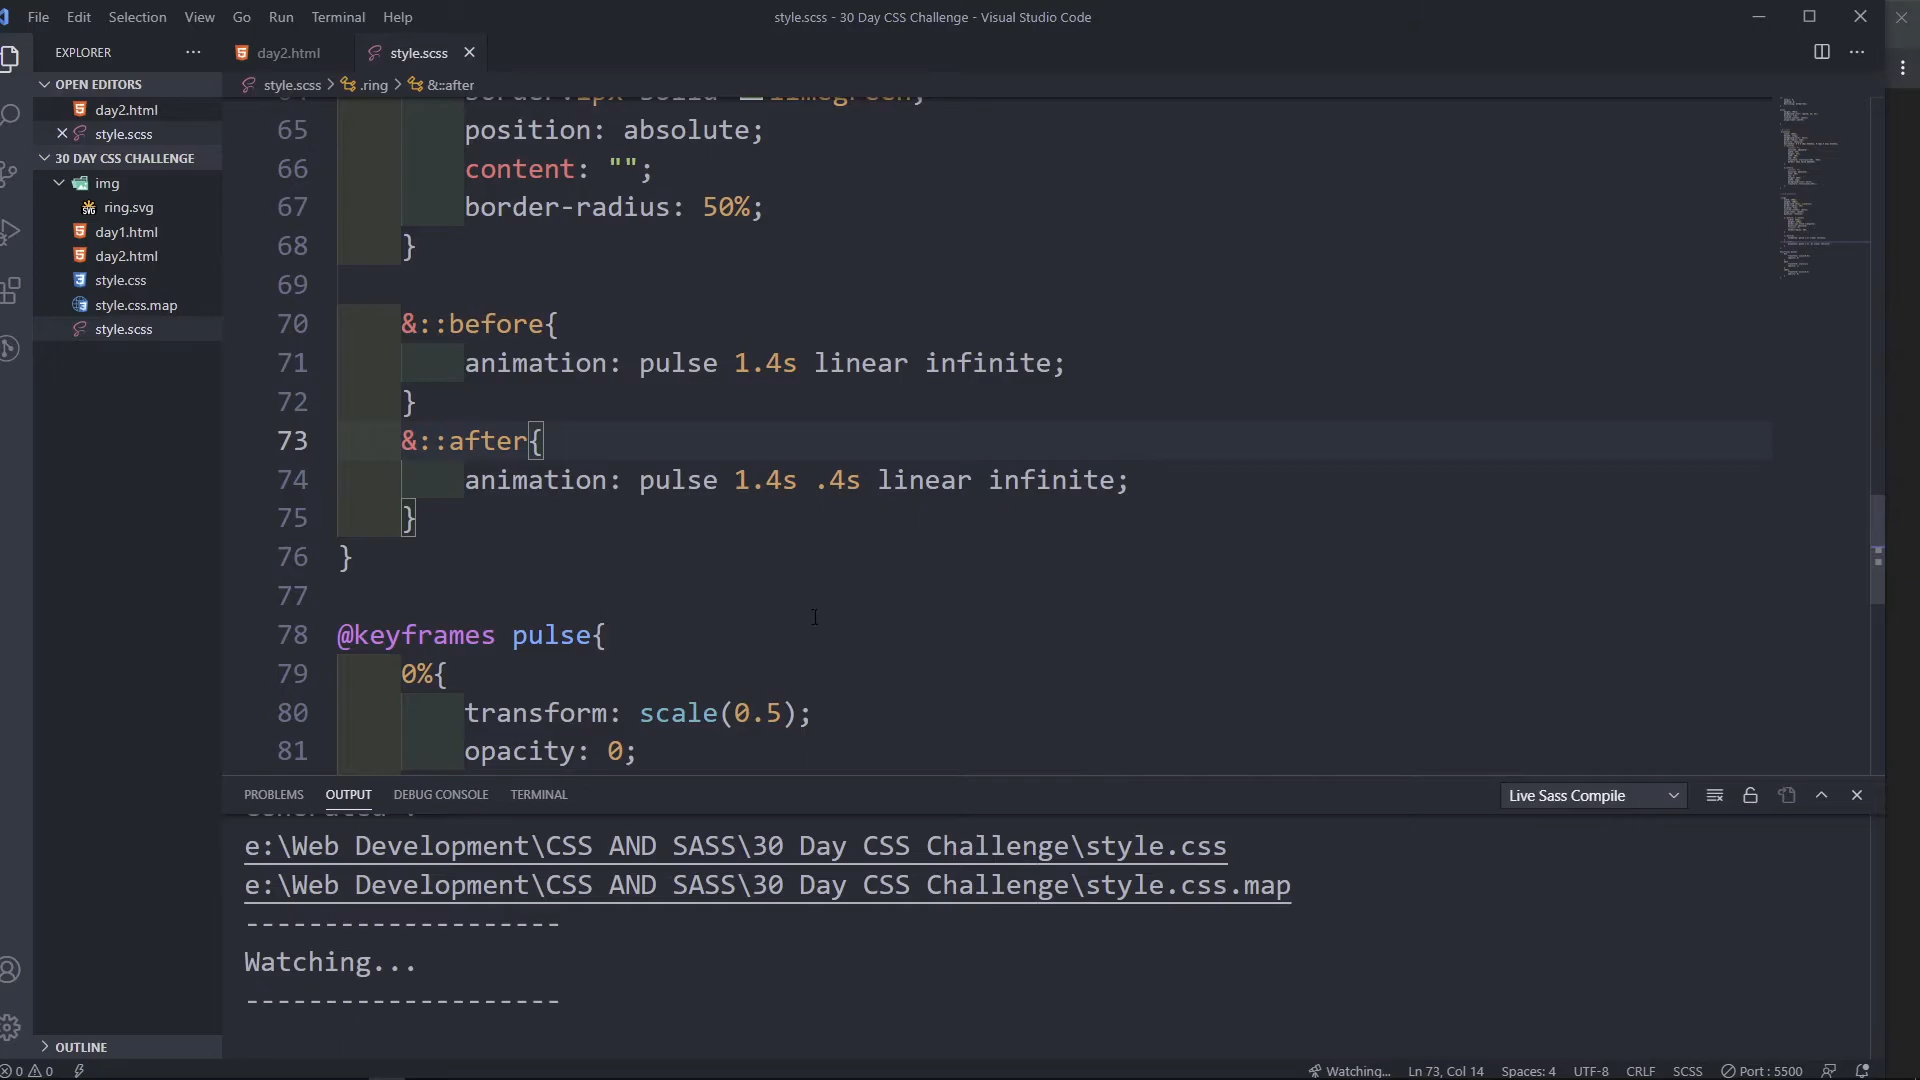 File Edit Selection View Go Run Terminal Help
style.scss - 30 Day CSS Challenge - Visual Studio Code
EXPLORER
day2.html
style.scss
OPEN EDITORS
day2.html
style.scss
30 DAY CSS CHALLENGE
img
ring.svg
day1.html
day2.html
style.css
style.css.map
style.scss
OUTLINE
style.scss > .ring > &::after
border:1px solid limegreen;
65 position: absolute;
66 content: "";
67 border-radius: 50%;
68 }
69
70 &::before{
71 animation: pulse 1.4s linear infinite;
72 }
73 &::after{
74 animation: pulse 1.4s .4s linear infinite;
75 }
76 }
77
78 @keyframes pulse{
79 0%{
80 transform: scale(0.5);
81 opacity: 0;
PROBLEMS OUTPUT DEBUG CONSOLE TERMINAL
Live Sass Compile
Generated :
e:\Web Development\CSS AND SASS\30 Day CSS Challenge\style.css
e:\Web Development\CSS AND SASS\30 Day CSS Challenge\style.css.map
--------------------
Watching...
--------------------
0 0 Watching... Ln 73, Col 14 Spaces: 4 UTF-8 CRLF SCSS Port : 5500